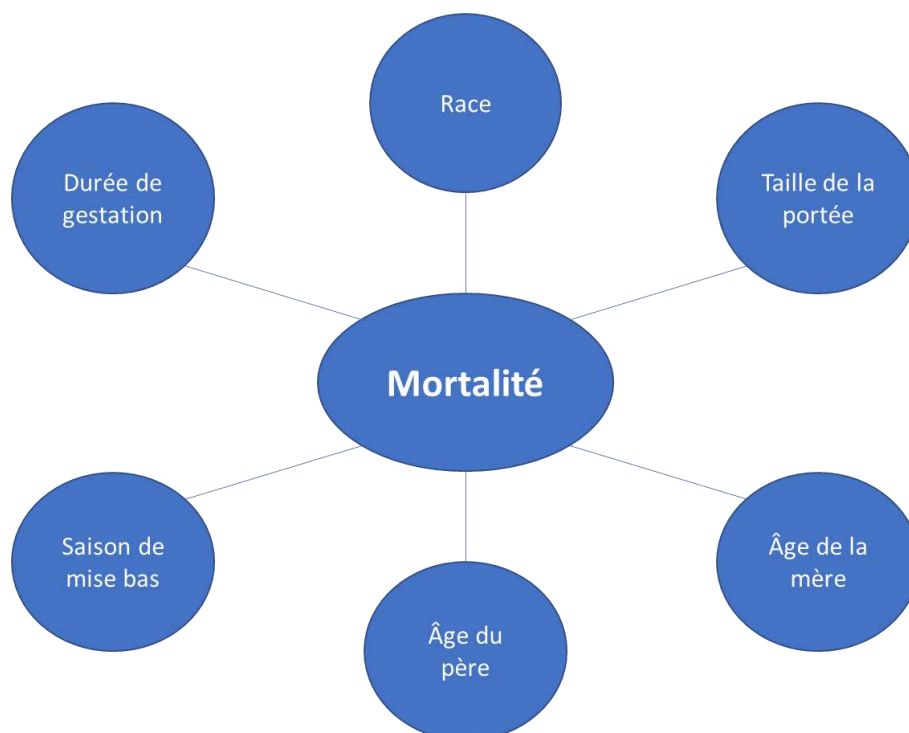 Race
Durée de
gestation
Taille de la
portée
Mortalité
Saison de
mise bas
Âge de la
mère
Âge du
père